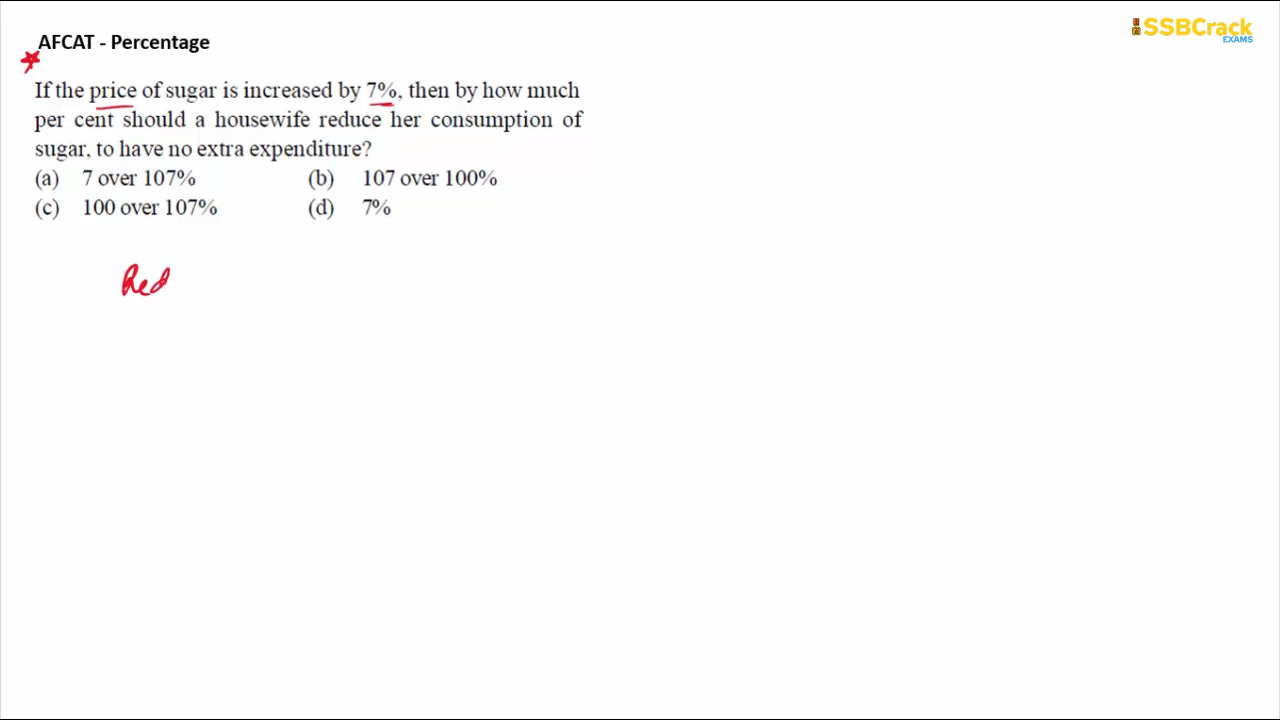 AFCAT - Percentage
SSBCrack
EXAMS
If the price of sugar is increased by 7%, then by how much
per cent should a housewife reduce her consumption of
sugar, to have no extra expenditure?
(a) 7 over 107% (b) 107 over 100%
(c) 100 over 107% (d) 7%
Red